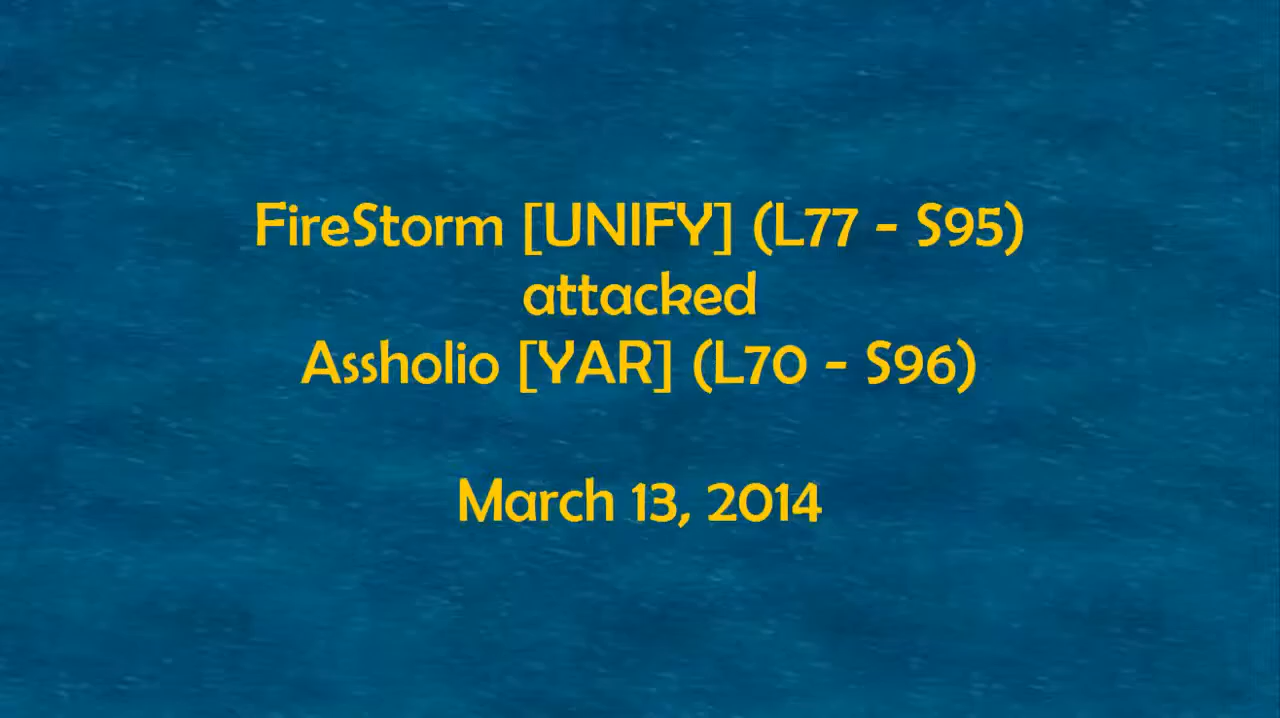 FireStorm [UNIFY] (L77 - S95)
attacked
Assholio [YAR] (L70 - S96)
March 13, 2014